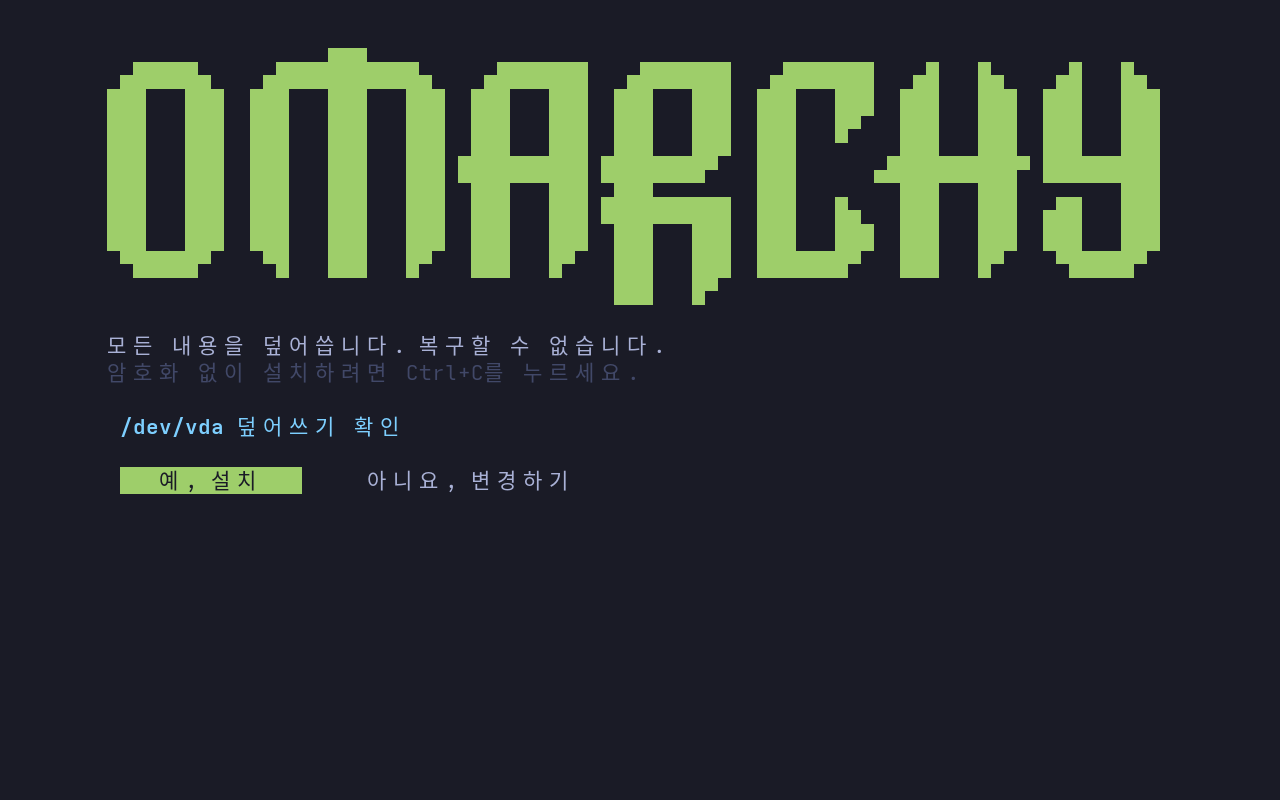 OMARCHY
모든 내용을 덮어씁니다. 복구할 수 없습니다.
암호화 없이 설치하려면 Ctrl+C를 누르세요.
/dev/vda 덮어쓰기 확인
예, 설치 아니요, 변경하기